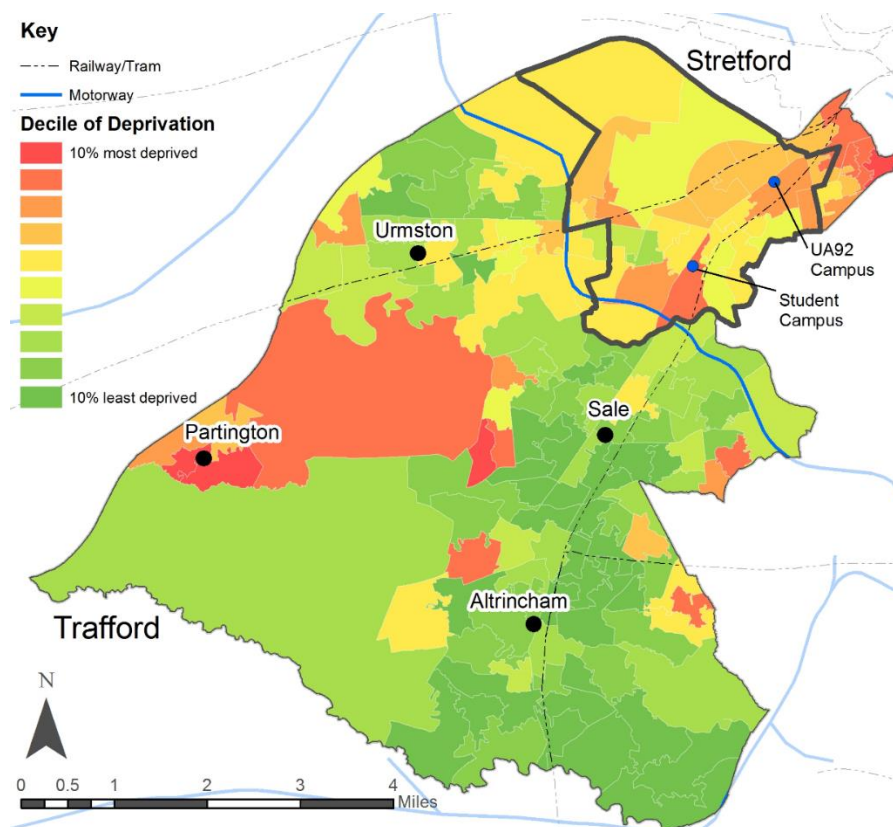 Key
Railway/Tram
Motorway
Decile of Deprivation
10% most deprived
10% least deprived
Stretford
Urmston
UA92
Campus
Student
Campus
Sale
Partington
Altrincham
Trafford
N
0 0.5 1 2 3 4
Miles